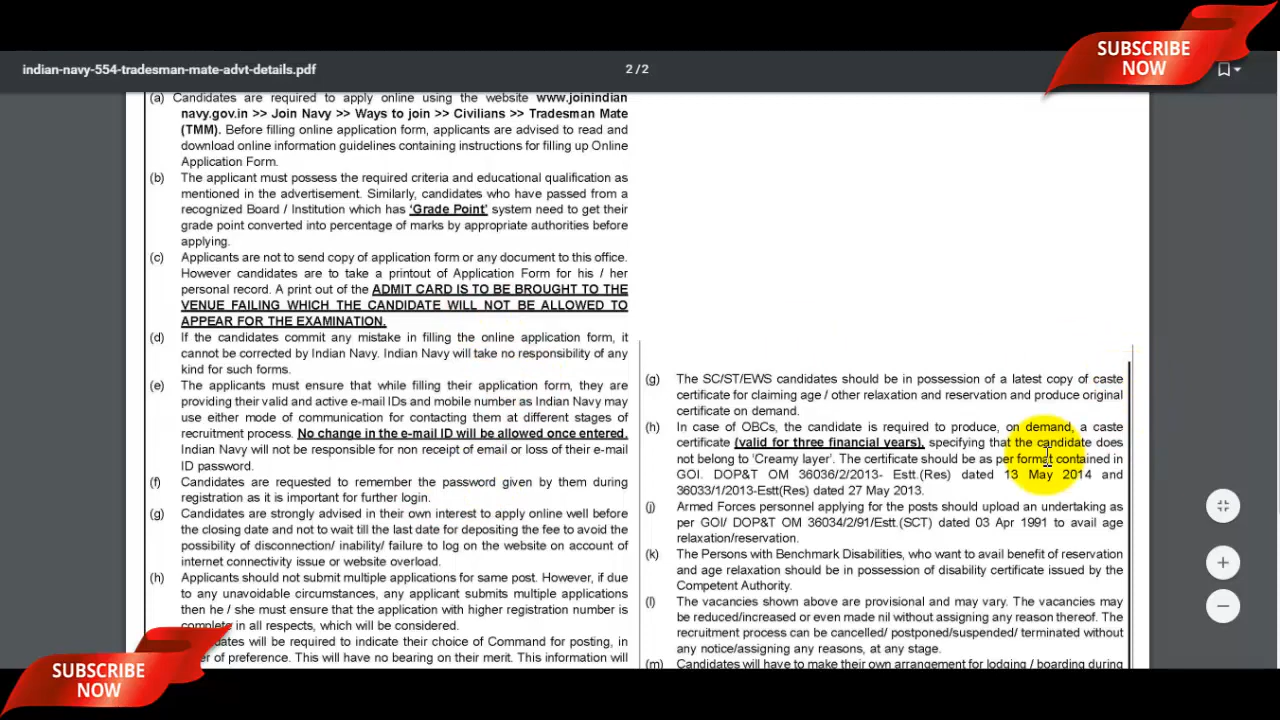 SUBSCRIBE
NOW
indian-navy-554-tradesman-mate-advt-details.pdf
2 / 2
(a) Candidates are required to apply online using the website www.joinindian
navy.gov.in >> Join Navy >> Ways to join >> Civilians >> Tradesman Mate
(TMM). Before filling online application form, applicants are advised to read and
download online information guidelines containing instructions for filling up Online
Application Form.
(b) The applicant must possess the required criteria and educational qualification as
mentioned in the advertisement. Similarly, candidates who have passed from a
recognized Board / Institution which has 'Grade Point' system need to get their
grade point converted into percentage of marks by appropriate authorities before
applying.
(c) Applicants are not to send copy of application form or any document to this office.
However candidates are to take a printout of Application Form for his / her
personal record. A print out of the ADMIT CARD IS TO BE BROUGHT TO THE
VENUE FAILING WHICH THE CANDIDATE WILL NOT BE ALLOWED TO
APPEAR FOR THE EXAMINATION.
(d) If the candidates commit any mistake in filling the online application form, it
cannot be corrected by Indian Navy. Indian Navy will take no responsibility of any
kind for such forms.
(e) The applicants must ensure that while filling their application form, they are
providing their valid and active e-mail IDs and mobile number as Indian Navy may
use either mode of communication for contacting them at different stages of
recruitment process. No change in the e-mail ID will be allowed once entered.
Indian Navy will not be responsible for non receipt of email or loss of their e-mail
ID password.
(f) Candidates are requested to remember the password given by them during
registration as it is important for further login.
(g) Candidates are strongly advised in their own interest to apply online well before
the closing date and not to wait till the last date for depositing the fee to avoid the
possibility of disconnection/ inability/ failure to log on the website on account of
internet connectivity issue or website overload.
(h) Applicants should not submit multiple applications for same post. However, if due
to any unavoidable circumstances, any applicant submits multiple applications
then he / she must ensure that the application with higher registration number is
complete in all respects, which will be considered.
dates will be required to indicate their choice of Command for posting, in
er of preference. This will have no bearing on their merit. This information will
(g) The SC/ST/EWS candidates should be in possession of a latest copy of caste
certificate for claiming age / other relaxation and reservation and produce original
certificate on demand.
(h) In case of OBCs, the candidate is required to produce, on demand, a caste
certificate (valid for three financial years), specifying that the candidate does
not belong to 'Creamy layer'. The certificate should be as per format contained in
GOI. DOP&T OM 36036/2/2013- Estt.(Res) dated 13 May 2014 and
36033/1/2013-Estt(Res) dated 27 May 2013.
(j) Armed Forces personnel applying for the posts should upload an undertaking as
per GOI/ DOP&T OM 36034/2/91/Estt.(SCT) dated 03 Apr 1991 to avail age
relaxation/reservation.
(k) The Persons with Benchmark Disabilities, who want to avail benefit of reservation
and age relaxation should be in possession of disability certificate issued by the
Competent Authority.
(l) The vacancies shown above are provisional and may vary. The vacancies may
be reduced/increased or even made nil without assigning any reason thereof. The
recruitment process can be cancelled/ postponed/suspended/ terminated without
any notice/assigning any reasons, at any stage.
(m) Candidates will have to make their own arrangement for lodging / boarding during
SUBSCRIBE
NOW